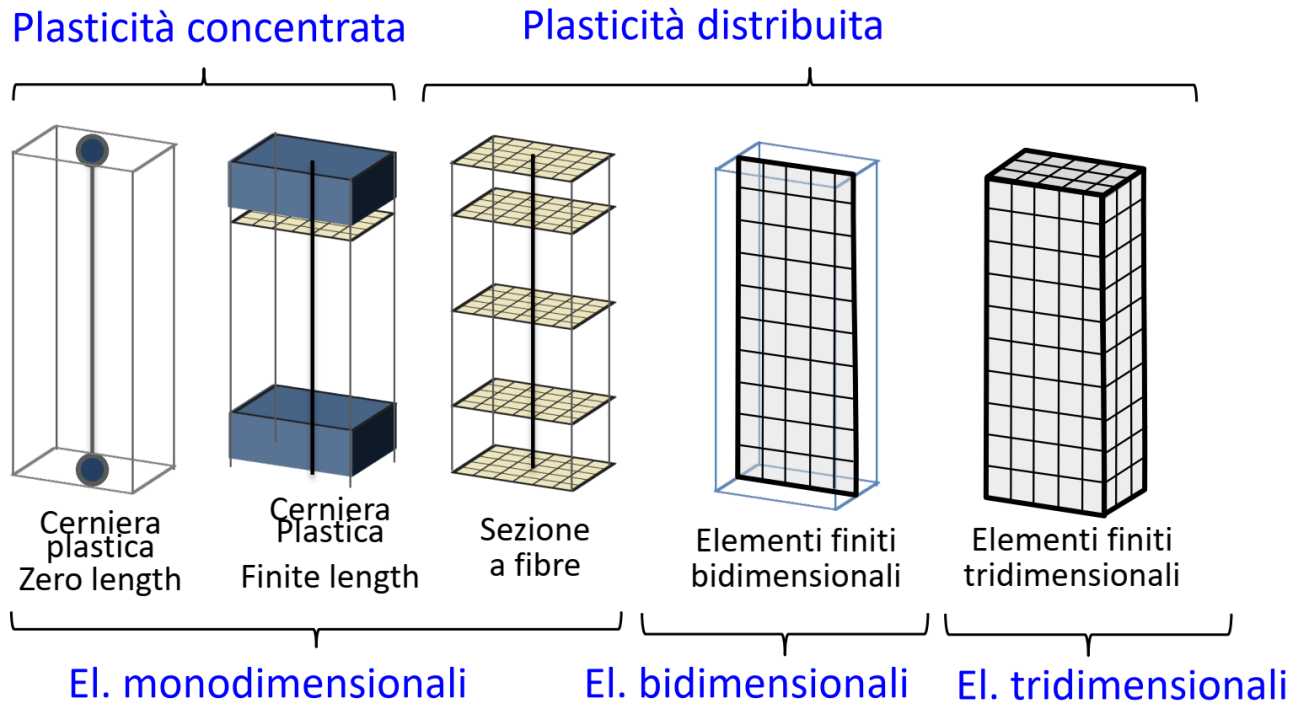 Plasticità concentrata
Plasticità distribuita
Cerniera
plastica
Zero length
Cerniera
Plastica
Finite length
Sezione
a fibre
Elementi finiti
bidimensionali
Elementi finiti
tridimensionali
El. monodimensionali
El. bidimensionali
El. tridimensionali